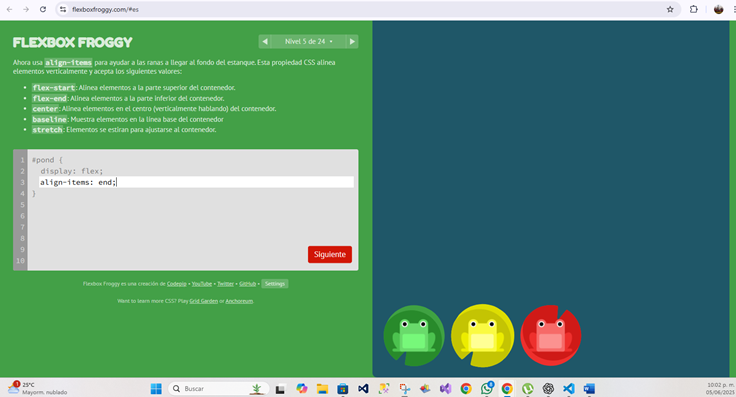 flexboxfroggy.com/#es
FLEXBOX FROGGY
Nivel 5 de 24
Ahora usa align-items para ayudar a las ranas a llegar al fondo del estanque. Esta propiedad CSS alinea
elementos verticalmente y acepta los siguientes valores:
flex-start: Alinea elementos a la parte superior del contenedor.
flex-end: Alinea elementos a la parte inferior del contenedor.
center: Alinea elementos en el centro (verticalmente hablando) del contenedor.
baseline: Muestra elementos en la línea base del contenedor
stretch: Elementos se estiran para ajustarse al contenedor.
1 #pond {
2 display: flex;
3 align-items: end;
4 }
5
6
7
8
9
10
Siguiente
Flexbox Froggy es una creación de Codepip • YouTube • Twitter • GitHub • Settings
Want to learn more CSS? Play Grid Garden or Anchoreum.
1
25°C
Mayorm. nublado
Buscar
10:02 p. m.
05/06/2025